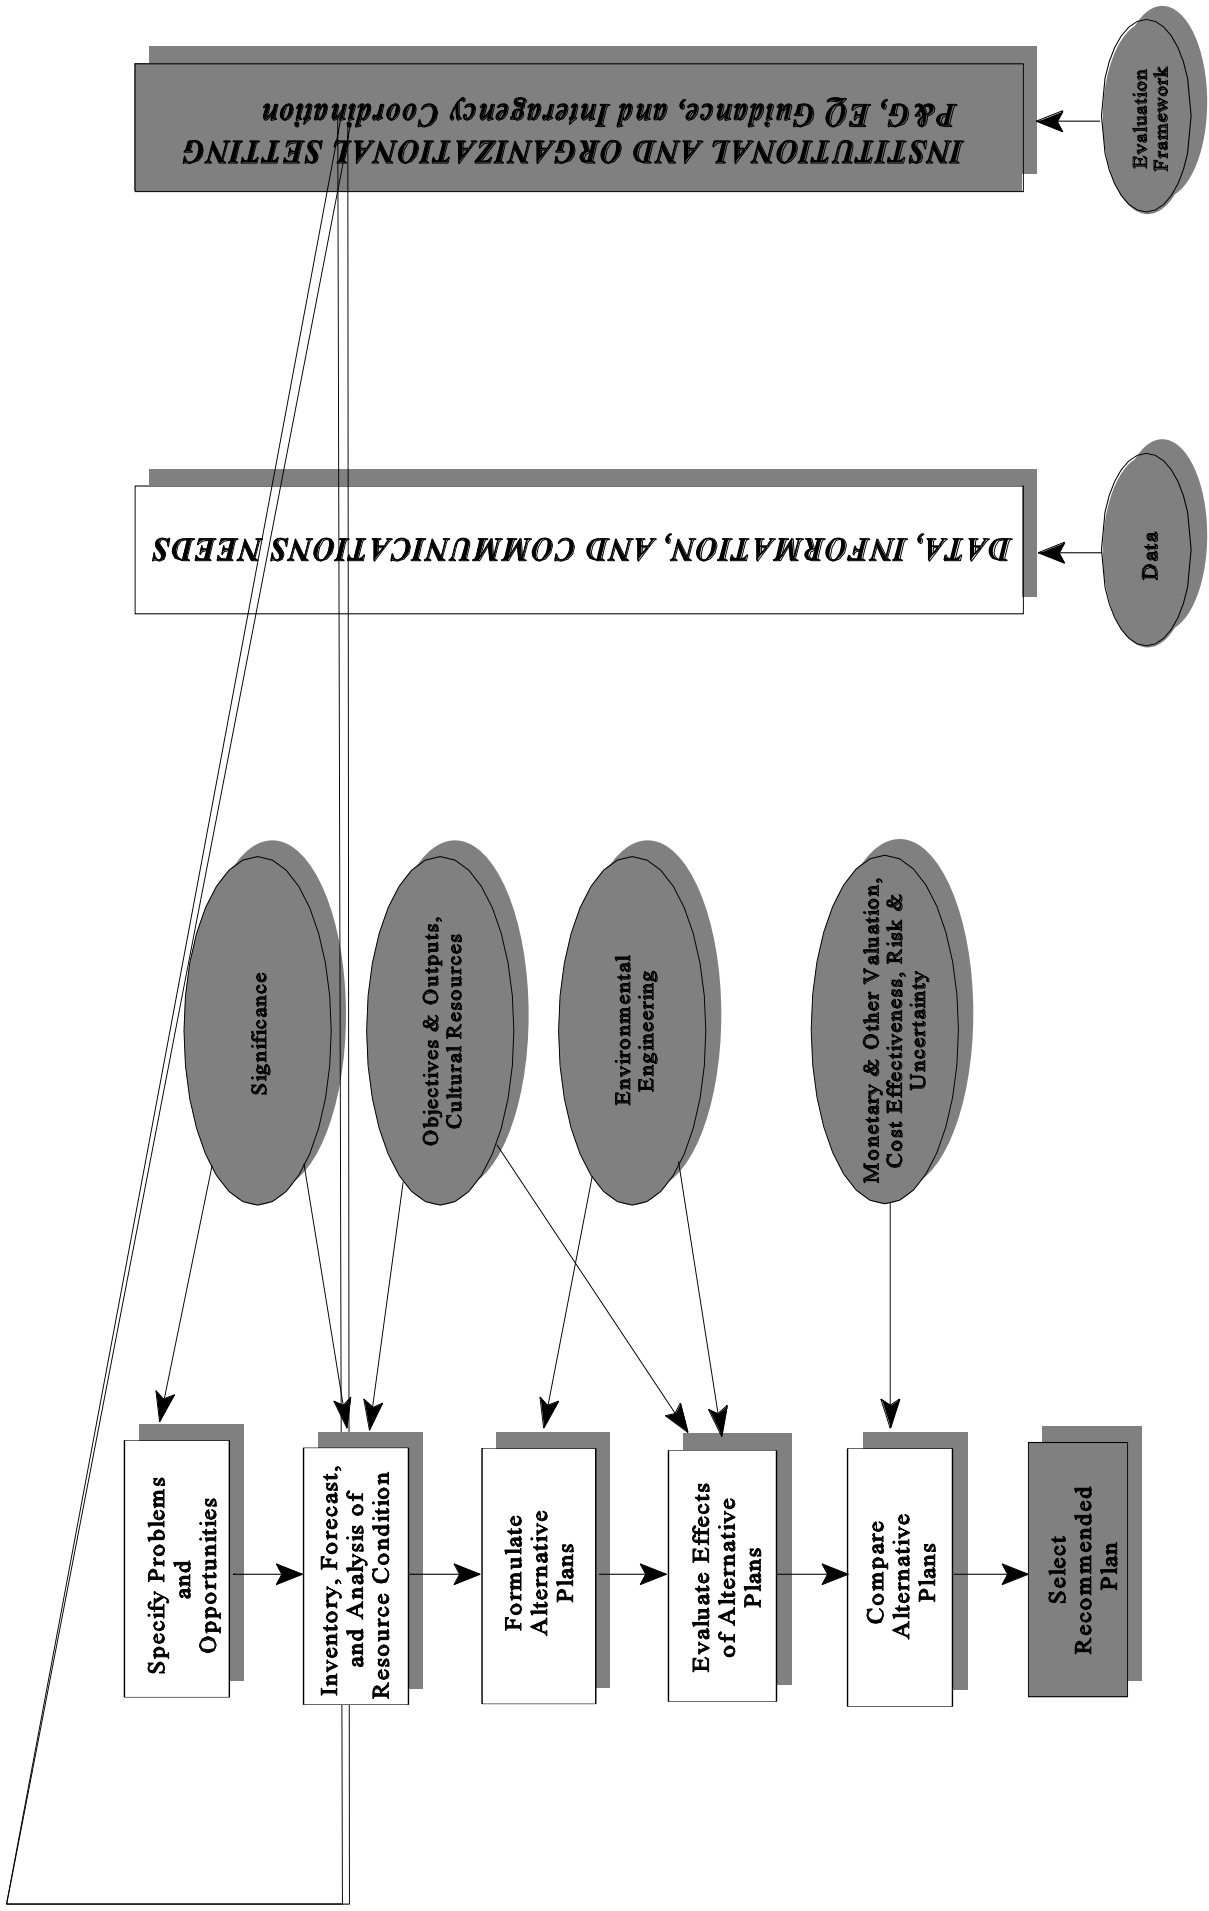 INSTITUTIONAL AND ORGANIZATIONAL SETTING
P&G, EQ Guidance, and Interagency Coordination
Evaluation
Framework
DATA, INFORMATION, AND COMMUNICATIONS NEEDS
Data
Significance
Objectives & Outputs,
Cultural Resources
Environmental
Engineering
Monetary & Other Valuation,
Cost Effectiveness, Risk &
Uncertainty
Specify Problems
and
Opportunities
Inventory, Forecast,
and Analysis of
Resource Condition
Formulate
Alternative
Plans
Evaluate Effects
of Alternative
Plans
Compare
Alternative
Plans
Select
Recommended
Plan